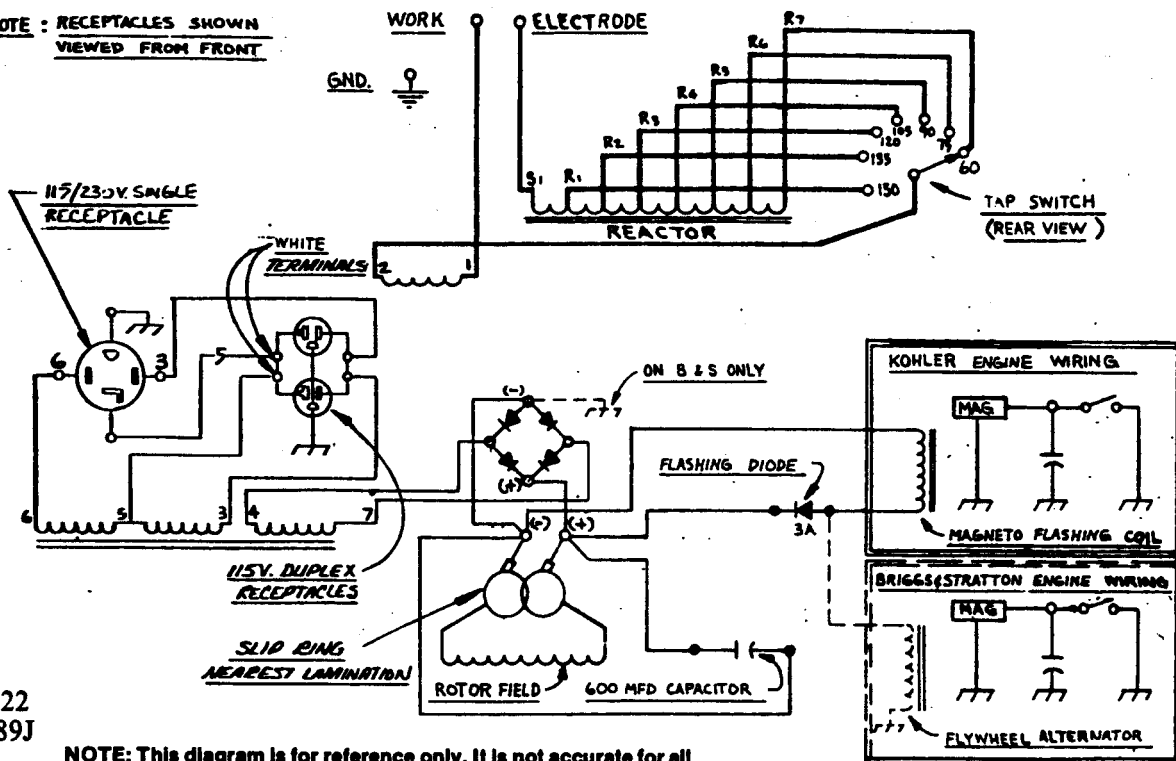 NOTE : RECEPTACLES SHOWN
VIEWED FROM FRONT
WORK
ELECTRODE
GND.
R7
R6
R5
R4
R3
R2
R1
S1
105
90
75
60
120
135
150
REACTOR
TAP SWITCH
(REAR VIEW )
115/230V. SINGLE
RECEPTACLE
WHITE
TERMINALS
2
1
6
3
5
ON B & S ONLY
(-)
(+)
KOHLER ENGINE WIRING
MAG
FLASHING DIODE
3A
MAGNETO FLASHING COIL
6
5
3
4
7
(-)
(+)
115V. DUPLEX
RECEPTACLES
BRIGGS & STRATTON ENGINE WIRING
MAG
SLIP RING
NEAREST LAMINATION
ROTOR FIELD
600 MFD CAPACITOR
FLYWHEEL ALTERNATOR
22
89J
NOTE: This diagram is for reference only. It is not accurate for all